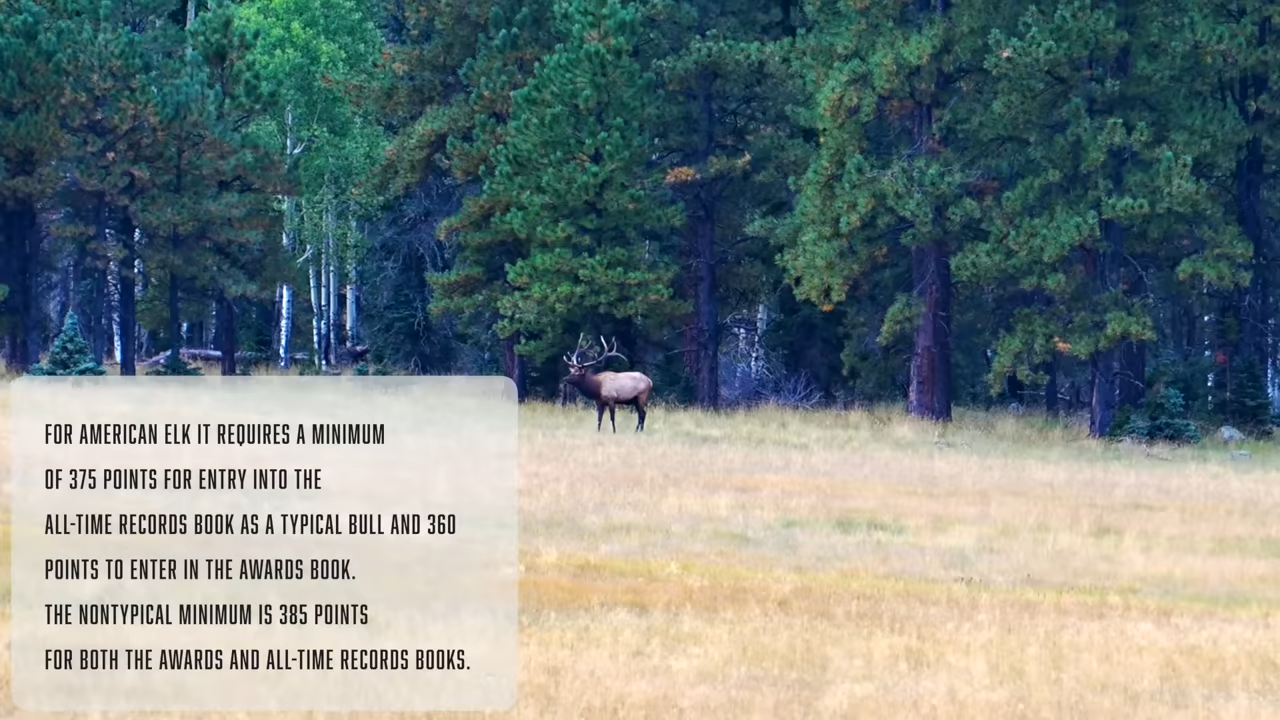 FOR AMERICAN ELK IT REQUIRES A MINIMUM
OF 375 POINTS FOR ENTRY INTO THE
ALL-TIME RECORDS BOOK AS A TYPICAL BULL AND 360
POINTS TO ENTER IN THE AWARDS BOOK.
THE NONTYPICAL MINIMUM IS 385 POINTS
FOR BOTH THE AWARDS AND ALL-TIME RECORDS BOOKS.